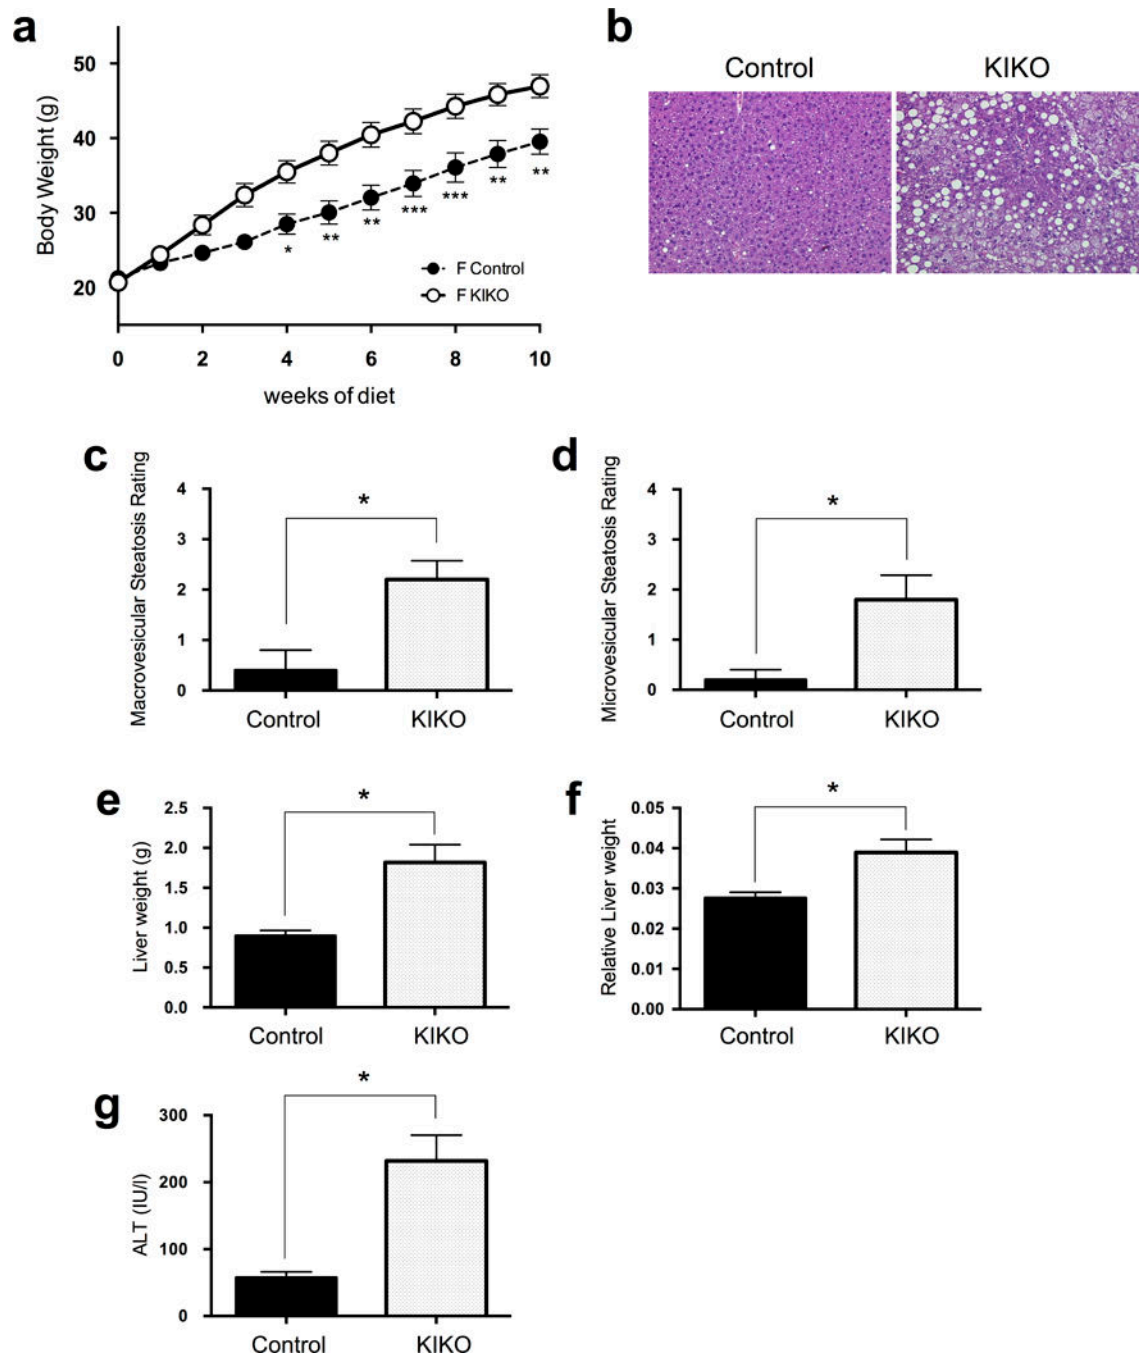 a
Body Weight (g)
50
40
30
20
*
**
**
***
***
**
**
F Control
F KIKO
0
2
4
6
8
10
weeks of diet
b
Control
KIKO
c
Macrovesicular Steatosis Rating
4
3
2
1
0
*
Control
KIKO
d
Microvesicular Steatosis Rating
4
3
2
1
0
*
Control
KIKO
e
Liver weight (g)
2.5
2.0
1.5
1.0
0.5
0.0
*
Control
KIKO
f
Relative Liver weight
0.05
0.04
0.03
0.02
0.01
0.00
*
Control
KIKO
g
ALT (IU/l)
300
200
100
0
*
Control
KIKO